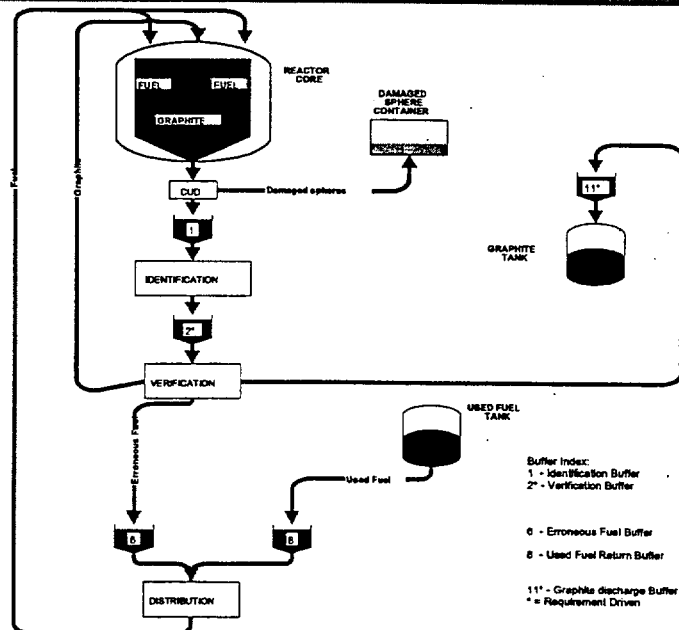 REACTOR
CORE
FUEL
FUEL
GRAPHITE
DAMAGED
SPHERE
CONTAINER
CUD
Damaged spheres
Fuel
Graphite
1
11*
GRAPHITE
TANK
IDENTIFICATION
2*
VERIFICATION
USED FUEL
TANK
Erroneous Fuel
Used Fuel
6
8
DISTRIBUTION
Buffer Index:
1 - Identification Buffer
2* - Verification Buffer
6 - Erroneous Fuel Buffer
8 - Used Fuel Return Buffer
11* - Graphite discharge Buffer
* = Requirement Driven